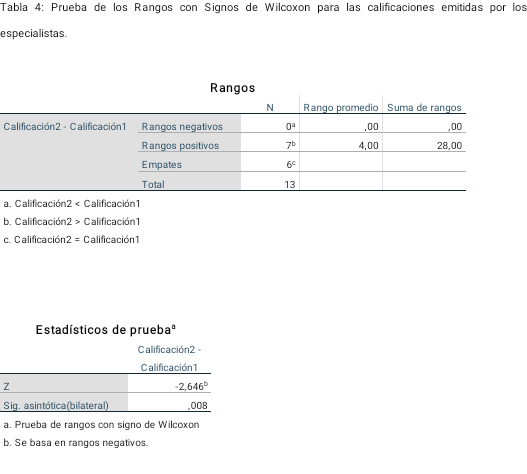 Tabla 4: Prueba de los Rangos con Signos de Wilcoxon para las calificaciones emitidas por los
especialistas.
Rangos
N Rango promedio Suma de rangos
Calificación2 - Calificación1 Rangos negativos 0ᵃ ,00 ,00
Rangos positivos 7ᵇ 4,00 28,00
Empates 6ᶜ
Total 13
a. Calificación2 < Calificación1
b. Calificación2 > Calificación1
c. Calificación2 = Calificación1
Estadísticos de pruebaᵃ
Calificación2 -
Calificación1
Z -2,646ᵇ
Sig. asintótica(bilateral) ,008
a. Prueba de rangos con signo de Wilcoxon
b. Se basa en rangos negativos.